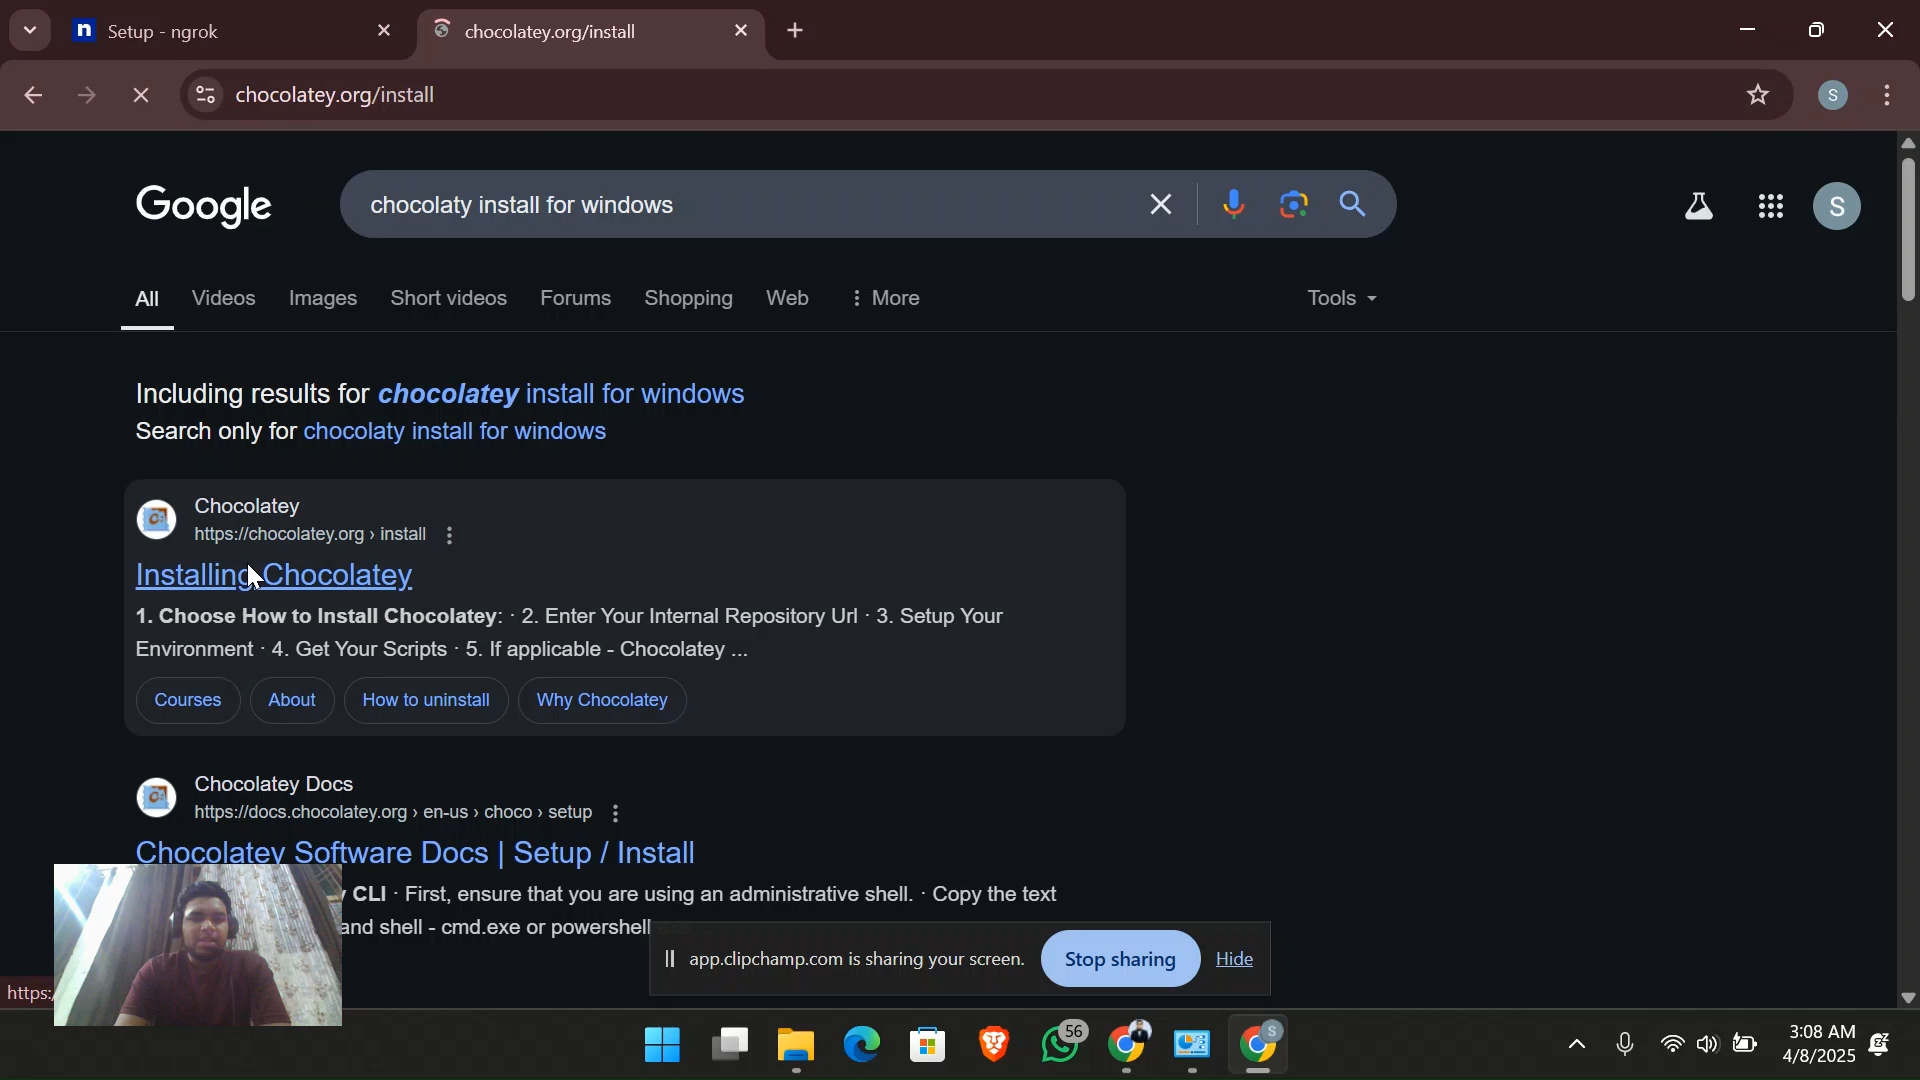 Setup - ngrok
chocolatey.org/install
chocolatey.org/install
S
Google
chocolaty install for windows
S
All
Videos
Images
Short videos
Forums
Shopping
Web
More
Tools
Including results for chocolatey install for windows
Search only for chocolaty install for windows
Chocolatey
https://chocolatey.org › install
Installing Chocolatey
1. Choose How to Install Chocolatey: · 2. Enter Your Internal Repository Url · 3. Setup Your
Environment · 4. Get Your Scripts · 5. If applicable - Chocolatey ...
Courses
About
How to uninstall
Why Chocolatey
Chocolatey Docs
https://docs.chocolatey.org › en-us › choco › setup
Chocolatey Software Docs | Setup / Install
CLI · First, ensure that you are using an administrative shell. · Copy the text
and shell - cmd.exe or powershell
app.clipchamp.com is sharing your screen.
Stop sharing
Hide
https:/
56
S
3:08 AM
4/8/2025